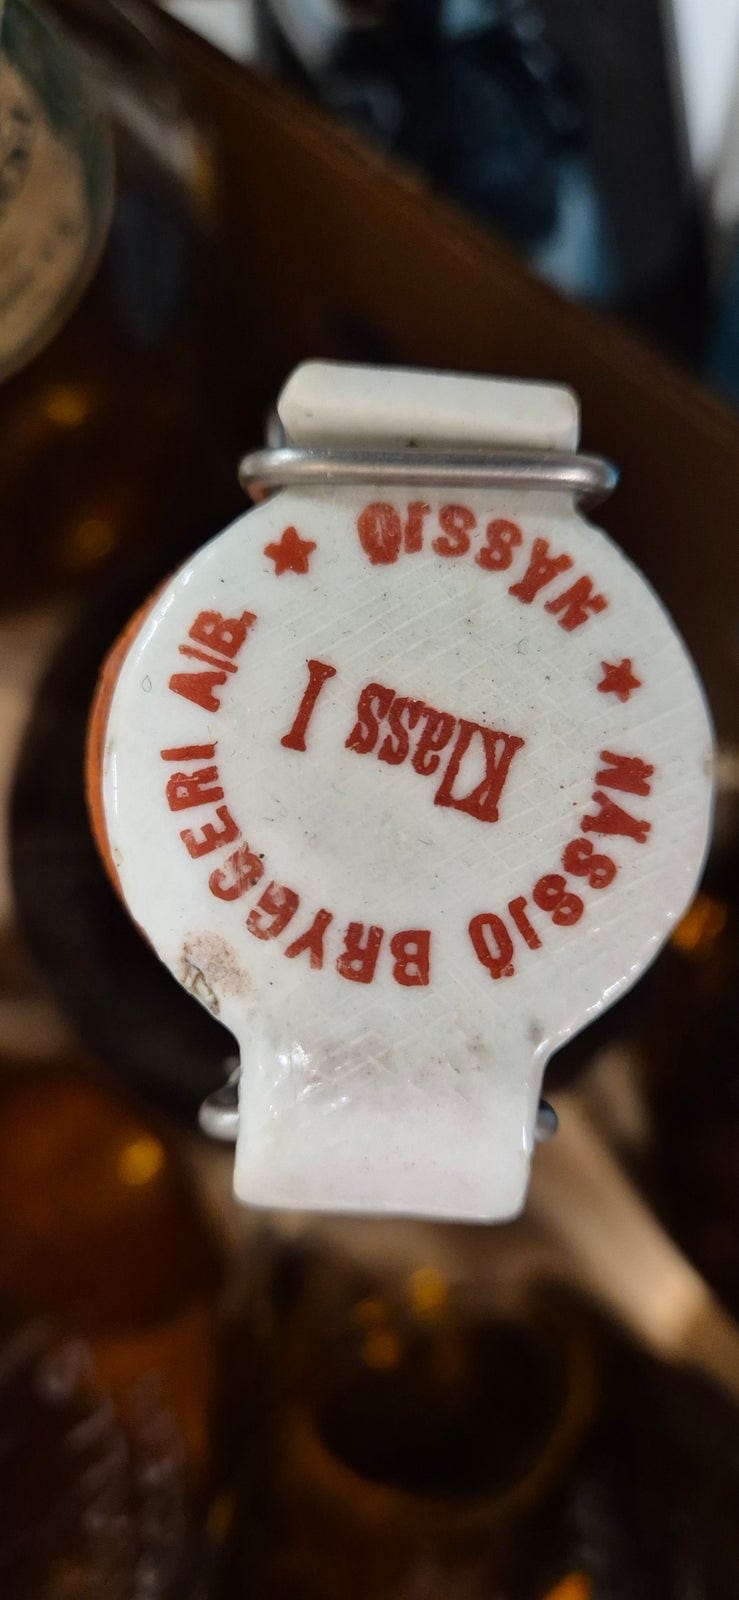 NÄSSJÖ BRYGGERI A/B.
Klass I
NÄSSJÖ